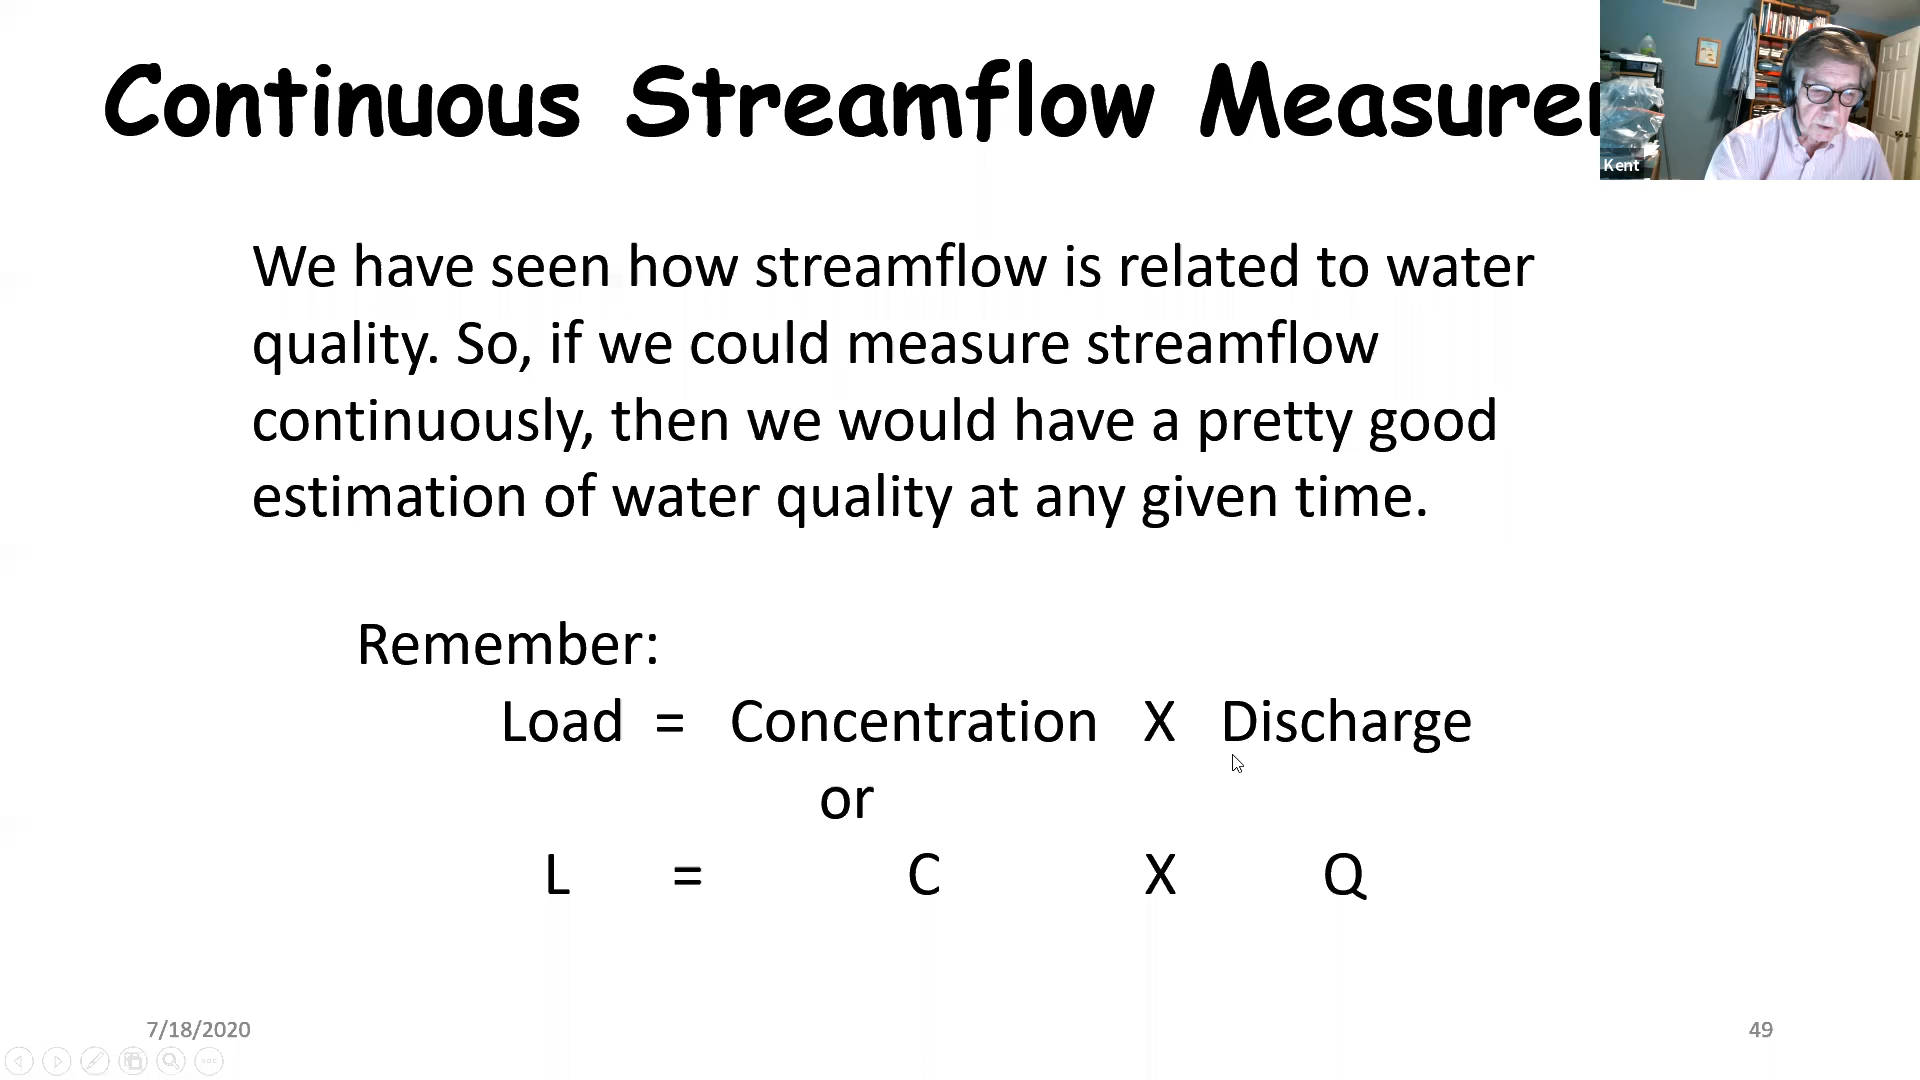 Continuous Streamflow
Kent
We have seen how streamflow is related to water
quality. So, if we could measure streamflow
continuously, then we would have a pretty good
estimation of water quality at any given time.
Remember:
Load = Concentration X Discharge
or
L = C X Q
7/18/2020
49